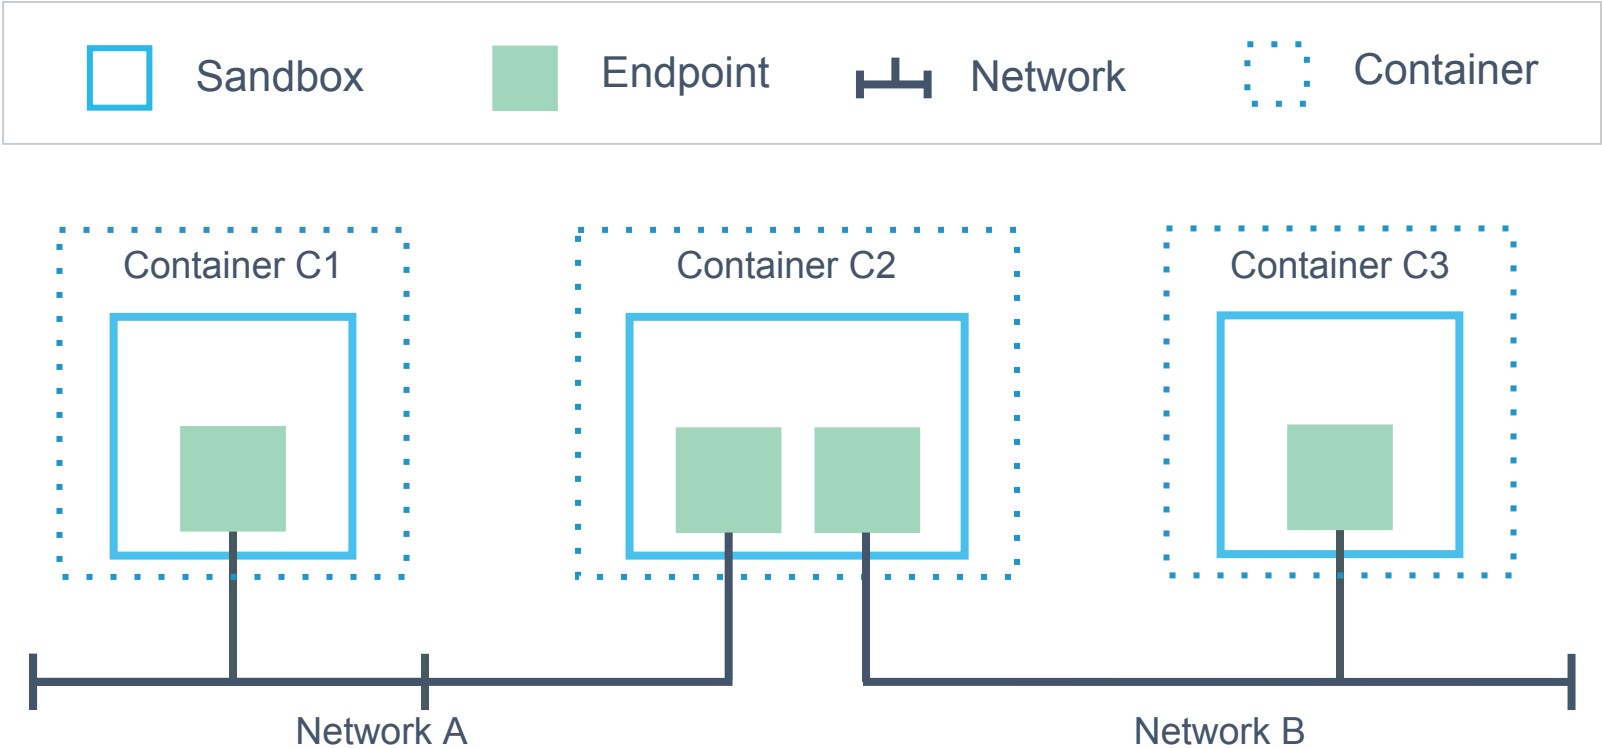 Sandbox
Endpoint
Network
Container
Container C1
Container C2
Container C3
Network A
Network B